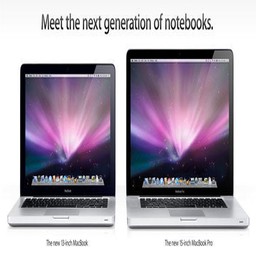 Meet the next generation of notebooks.
The new 13-inch MacBook
The new 15-inch MacBook Pro